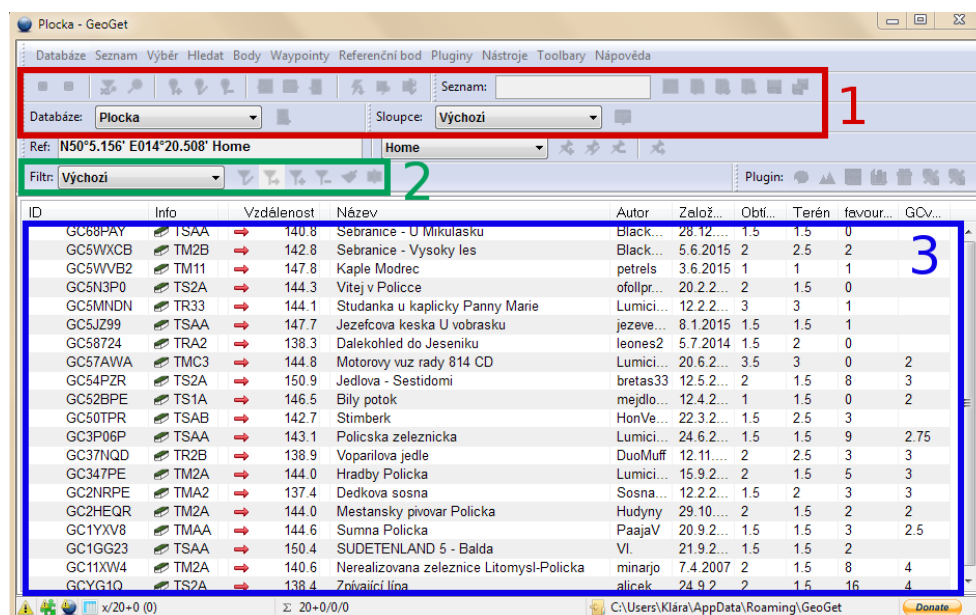 Plocka - GeoGet
Databáze Seznam Výběr Hledat Body Waypointy Referenční bod Pluginy Nástroje Toolbary Nápověda
Seznam:
1
Databáze: Plocka Sloupce: Výchozí
Ref: N50°5.156' E014°20.508' Home Home
Filtr: Výchozí 2 Plugin:
ID Info Vzdálenost Název Autor Založ... Obtí... Terén favour... GCv...
3
GC68PAY TSAA 140.8 Sebranice - U Mikulasku Black... 28.12.... 1.5 1.5 0
GC5WXCB TM2B 142.8 Sebranice - Vysoky les Black... 5.6.2015 2 2.5 2
GC5WVB2 TM11 147.8 Kaple Modrec petrels 3.6.2015 1 1 1
GC5N3P0 TS2A 144.3 Vitej v Policce ofollpr... 20.2.2... 2 1.5 0
GC5MNDN TR33 144.1 Studanka u kaplicky Panny Marie Lumici... 12.2.2... 3 3 1
GC5JZ99 TSAA 147.7 Jezefcova keska U vobrasku jezeve... 8.1.2015 1.5 1.5 1
GC58724 TRA2 138.3 Dalekohled do Jeseniku leones2 5.7.2014 1.5 2 0
GC57AWA TMC3 144.8 Motorovy vuz rady 814 CD Lumici... 20.6.2... 3.5 3 0 2
GC54PZR TS2A 150.9 Jedlova - Sestidomi bretas33 12.5.2... 2 1.5 8 3
GC52BPE TS1A 146.5 Bily potok mejdlo... 12.4.2... 1 1.5 0 2
GC50TPR TSAB 142.7 Stimberk HonVe... 22.3.2... 1.5 2.5 3
GC3P06P TSAA 143.1 Policska zeleznicka Lumici... 24.6.2... 1.5 1.5 9 2.75
GC37NQD TR2B 138.9 Voparilova jedle DuoMuff 12.11.... 2 2.5 3 3
GC347PE TM2A 144.0 Hradby Policka Lumici... 15.9.2... 2 1.5 5 3
GC2NRPE TMA2 137.4 Dedkova sosna Sosna... 12.2.2... 1.5 2 3 3
GC2HEQR TM2A 144.0 Mestansky pivovar Policka Hudyny 29.10.... 2 1.5 2 2
GC1YXV8 TMAA 144.6 Sumna Policka PaajaV 20.9.2... 1.5 1.5 3 2.5
GC1GG23 TSAA 150.4 SUDETENLAND 5 - Balda VI. 21.9.2... 1.5 1.5 2
GC11XW4 TM2A 140.6 Nerealizovana zeleznice Litomysl-Policka minarjo 7.4.2007 2 1.5 8 4
GCYG1Q TS2A 138.4 Zpívající lípa alicek 24.9.2... 2 1.5 16 4
x/20+0 (0) Σ 20+0/0/0 C:\Users\Klára\AppData\Roaming\GeoGet Donate